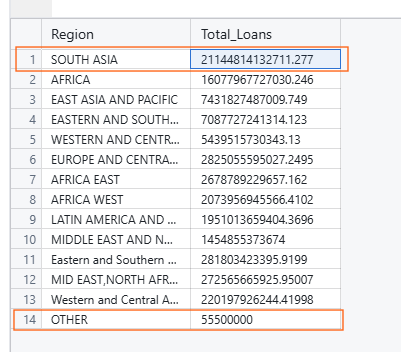 Region Total_Loans
1 SOUTH ASIA 21144814132711.277
2 AFRICA 16077967727030.246
3 EAST ASIA AND PACIFIC 7431827487009.749
4 EASTERN AND SOUTH... 7087727241314.123
5 WESTERN AND CENTR... 5439515730343.13
6 EUROPE AND CENTRA... 2825055595027.2495
7 AFRICA EAST 2678789229657.162
8 AFRICA WEST 2073956945566.4102
9 LATIN AMERICA AND ... 1951013659404.3696
10 MIDDLE EAST AND N... 1454855373674
11 Eastern and Southern ... 281803423395.9199
12 MID EAST,NORTH AFR... 272565665925.95007
13 Western and Central A... 220197926244.41998
14 OTHER 55500000